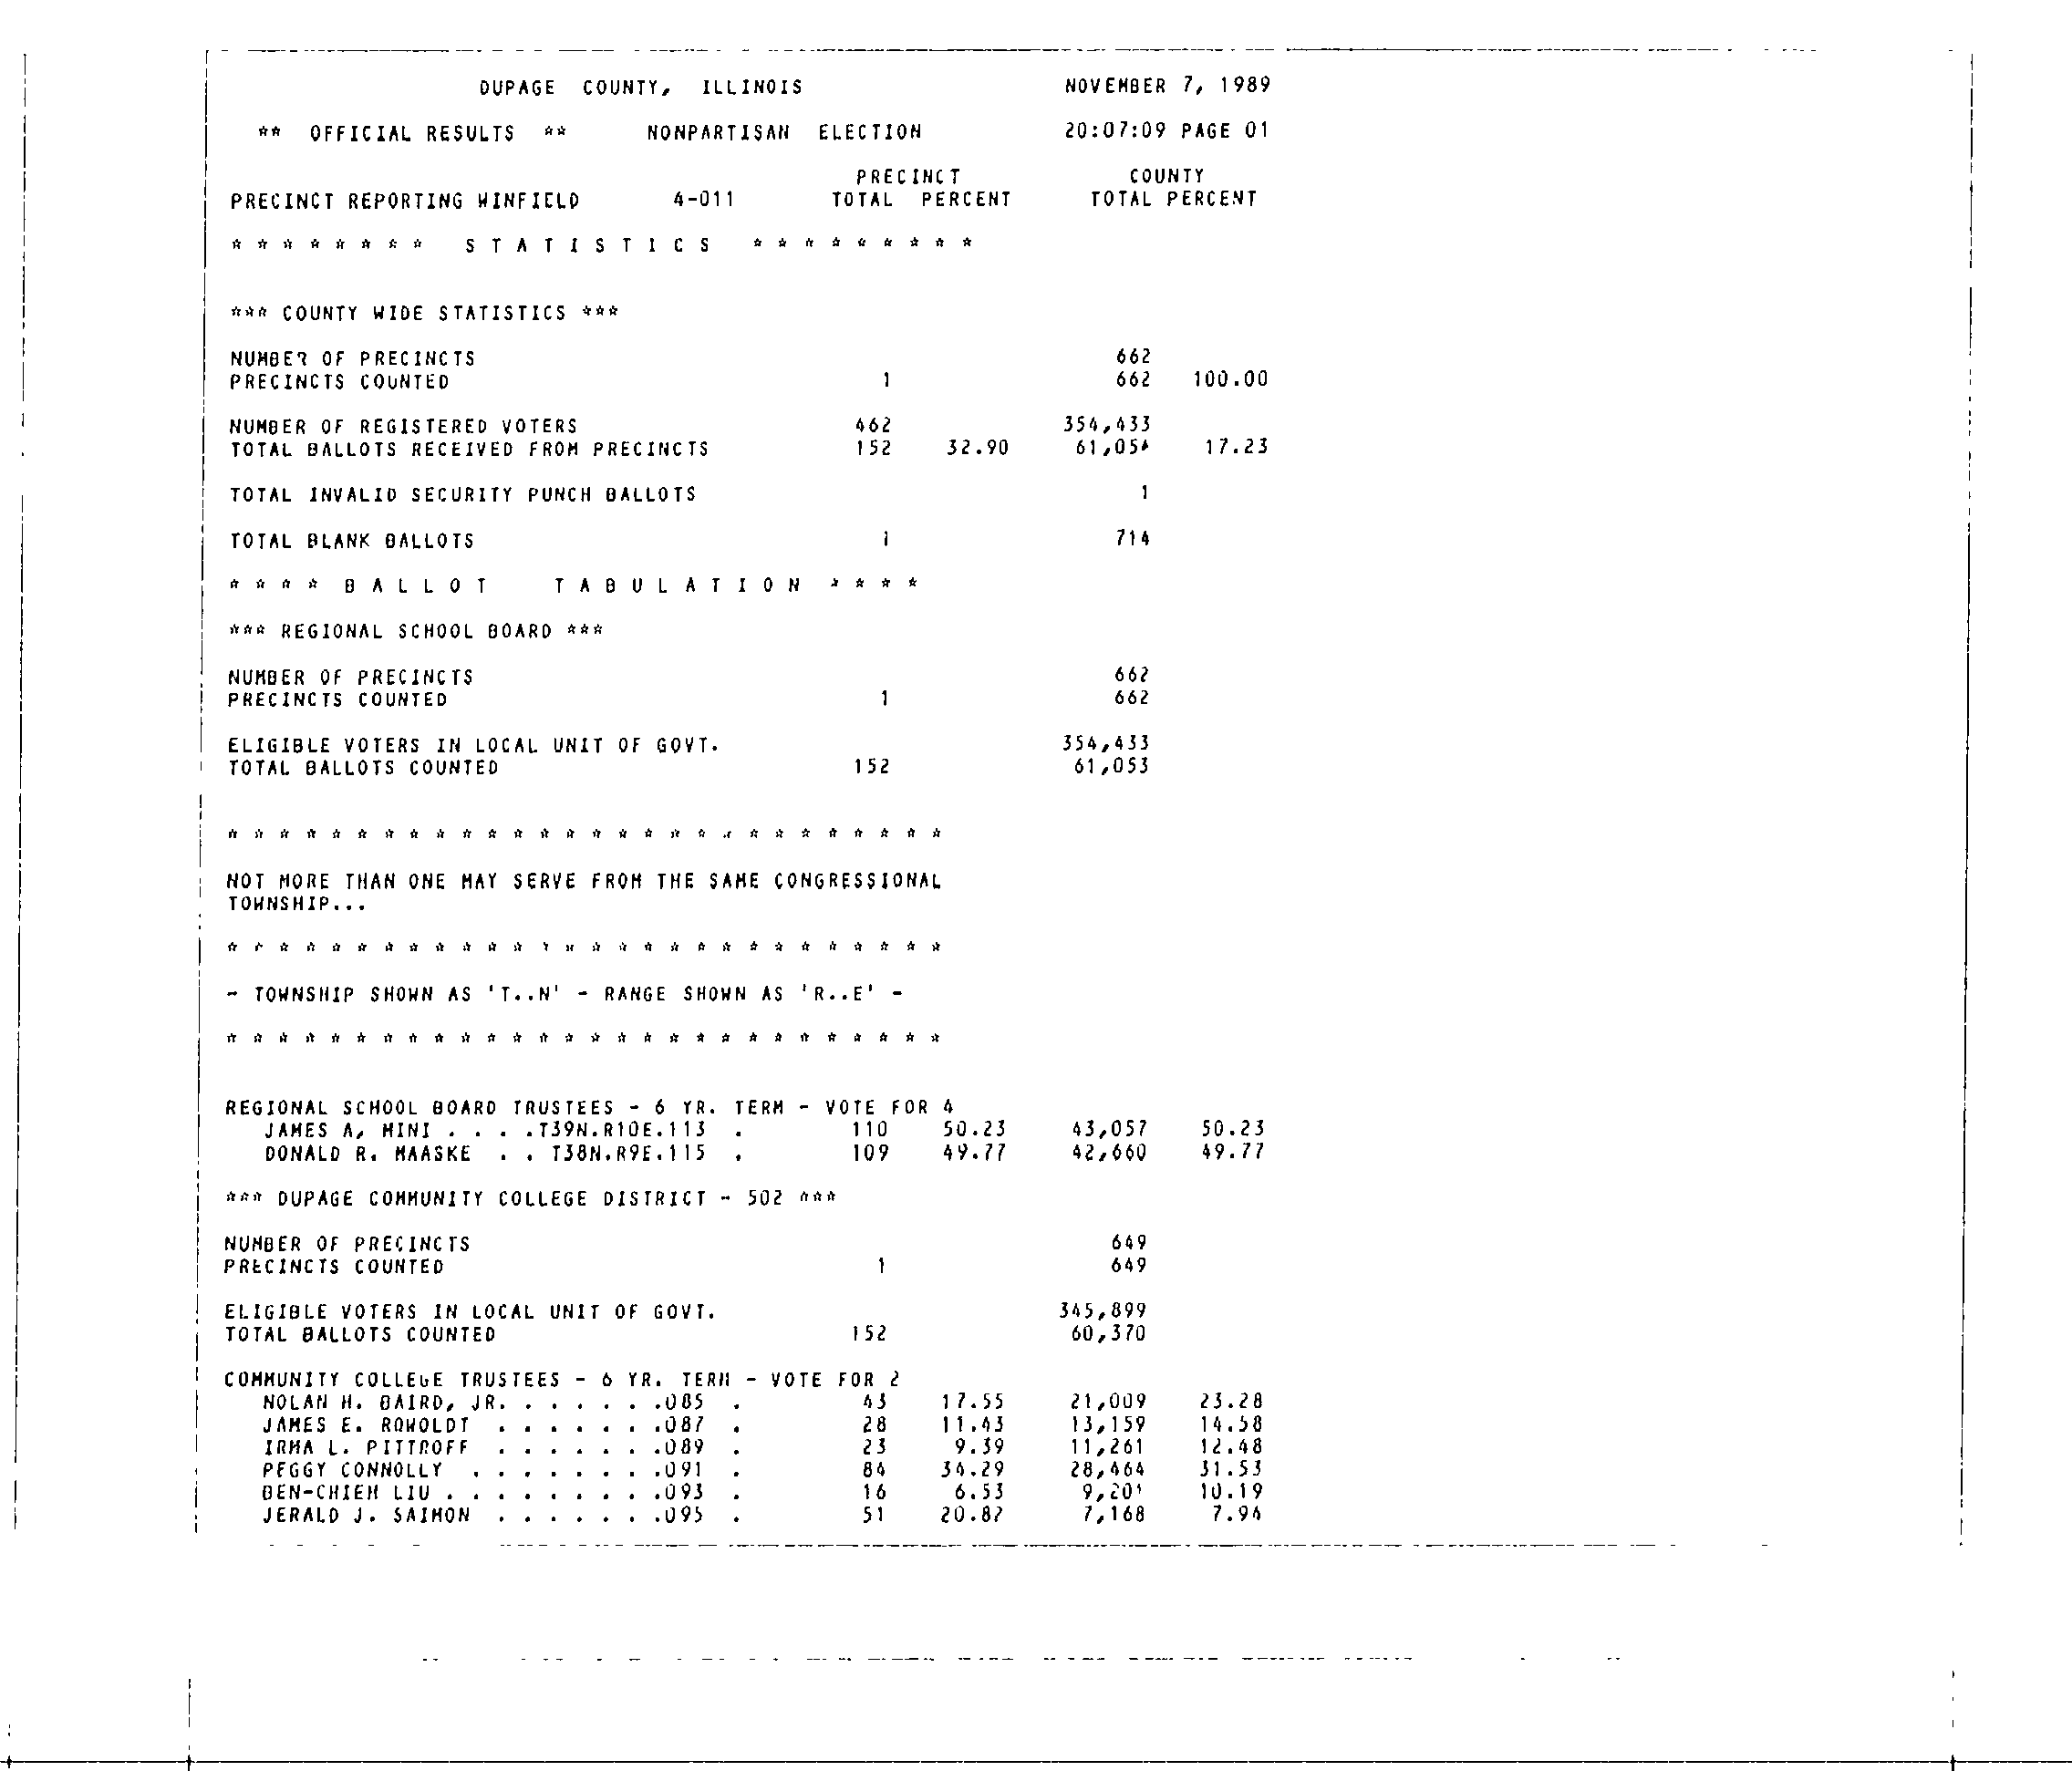 DUPAGE COUNTY, ILLINOIS NOVEMBER 7, 1989
** OFFICIAL RESULTS ** NONPARTISAN ELECTION 20:07:09 PAGE 01
PRECINCT COUNTY
PRECINCT REPORTING WINFIELD 4-011 TOTAL PERCENT TOTAL PERCENT
* * * * * * * * S T A T I S T I C S * * * * * * * * *
*** COUNTY WIDE STATISTICS ***
NUMBER OF PRECINCTS 662
PRECINCTS COUNTED 1 662 100.00
NUMBER OF REGISTERED VOTERS 462 354,433
TOTAL BALLOTS RECEIVED FROM PRECINCTS 152 32.90 61,054 17.23
TOTAL INVALID SECURITY PUNCH BALLOTS 1
TOTAL BLANK BALLOTS 1 714
* * * * B A L L O T T A B U L A T I O N * * * *
*** REGIONAL SCHOOL BOARD ***
NUMBER OF PRECINCTS 662
PRECINCTS COUNTED 1 662
ELIGIBLE VOTERS IN LOCAL UNIT OF GOVT. 354,433
TOTAL BALLOTS COUNTED 152 61,053
* * * * * * * * * * * * * * * * * * * * * * * * * * * *
NOT MORE THAN ONE MAY SERVE FROM THE SAME CONGRESSIONAL
TOWNSHIP...
* * * * * * * * * * * * * * * * * * * * * * * * * * * *
- TOWNSHIP SHOWN AS 'T..N' - RANGE SHOWN AS 'R..E' -
* * * * * * * * * * * * * * * * * * * * * * * * * * * *
REGIONAL SCHOOL BOARD TRUSTEES - 6 YR. TERM - VOTE FOR 4
JAMES A. MINI . . . .T39N.R10E.113 . 110 50.23 43,057 50.23
DONALD R. MAASKE . . T38N.R9E.115 . 109 49.77 42,660 49.77
*** DUPAGE COMMUNITY COLLEGE DISTRICT - 502 ***
NUMBER OF PRECINCTS 649
PRECINCTS COUNTED 1 649
ELIGIBLE VOTERS IN LOCAL UNIT OF GOVT. 345,899
TOTAL BALLOTS COUNTED 152 60,370
COMMUNITY COLLEGE TRUSTEES - 6 YR. TERM - VOTE FOR 2
NOLAN H. BAIRD, JR. . . . . . .085 . 43 17.55 21,009 23.28
JAMES E. ROWOLDT . . . . . . .087 . 28 11.43 13,159 14.58
IRMA L. PITTROFF . . . . . . .089 . 23 9.39 11,261 12.48
PEGGY CONNOLLY . . . . . . . .091 . 84 34.29 28,464 31.53
BEN-CHIEH LIU . . . . . . . . .093 . 16 6.53 9,201 10.19
JERALD J. SAIMON . . . . . . .095 . 51 20.82 7,168 7.94